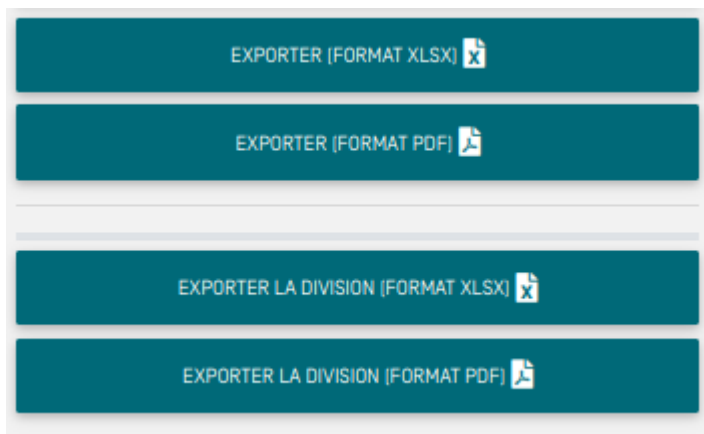 EXPORTER (FORMAT XLSX)
EXPORTER (FORMAT PDF)
EXPORTER LA DIVISION (FORMAT XLSX)
EXPORTER LA DIVISION (FORMAT PDF)